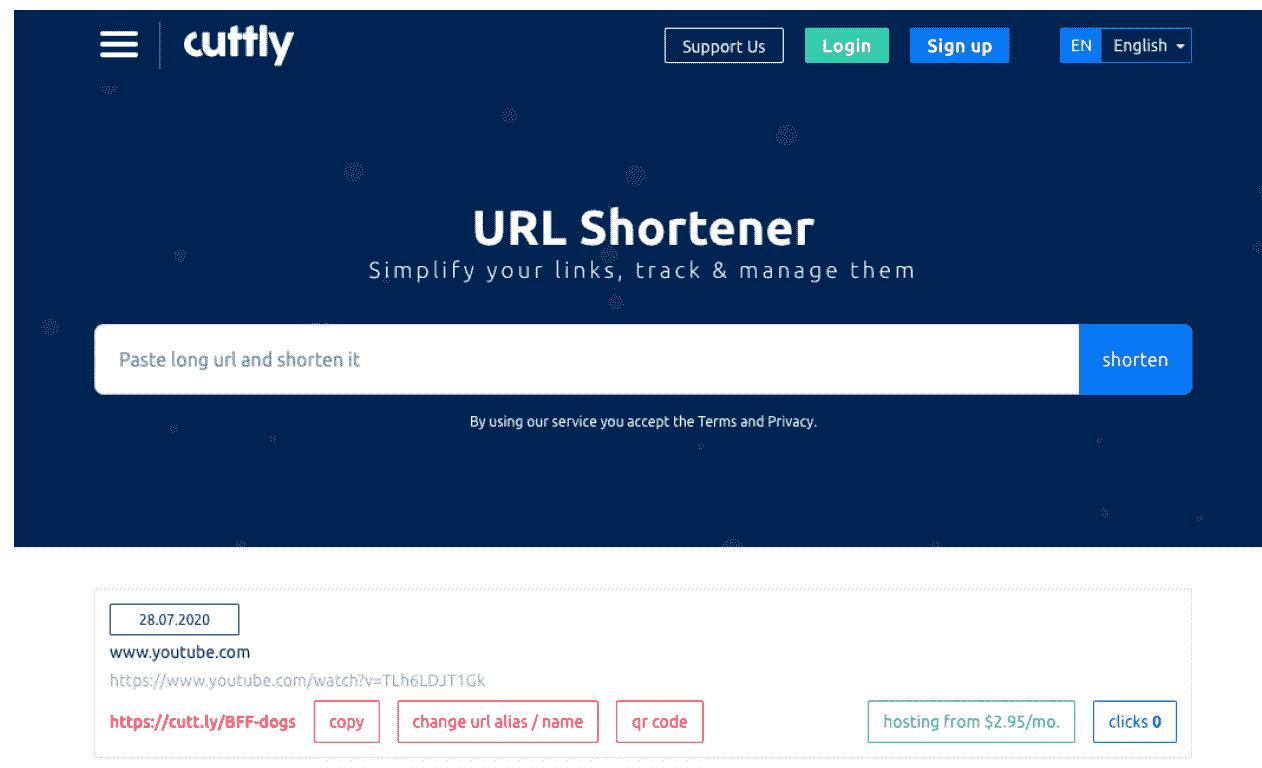 cuttly
Support Us
Login
Sign up
EN
English
URL Shortener
Simplify your links, track & manage them
Paste long url and shorten it
shorten
By using our service you accept the Terms and Privacy.
28.07.2020
www.youtube.com
https://www.youtube.com/watch?v=TLh6LDJT1Gk
https://cutt.ly/BFF-dogs
copy
change url alias / name
qr code
hosting from $2.95/mo.
clicks 0